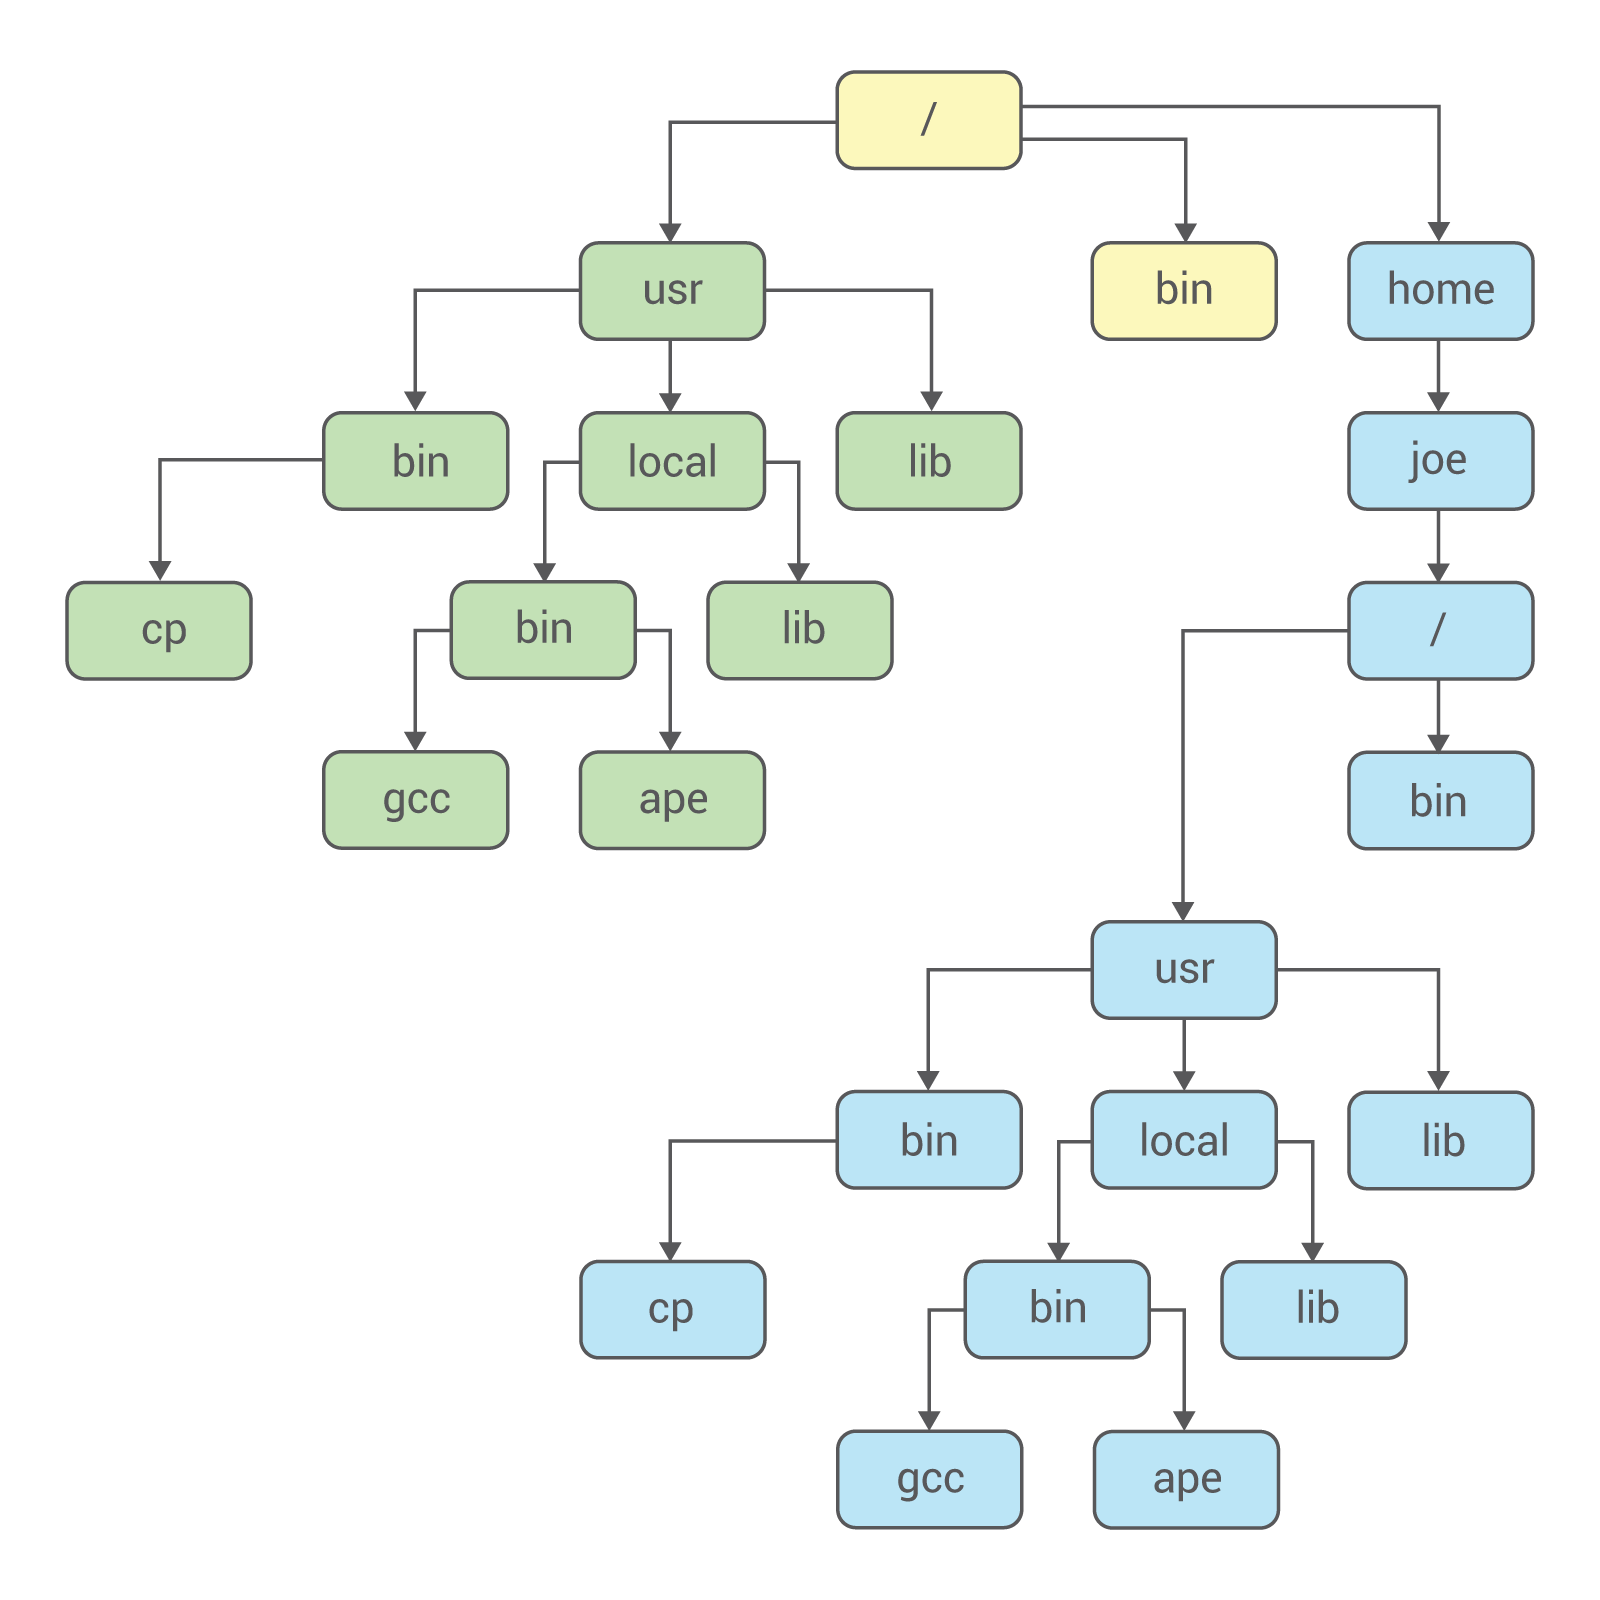 /
usr
bin
home
bin
local
lib
joe
cp
bin
lib
/
gcc
ape
bin
usr
bin
local
lib
cp
bin
lib
gcc
ape